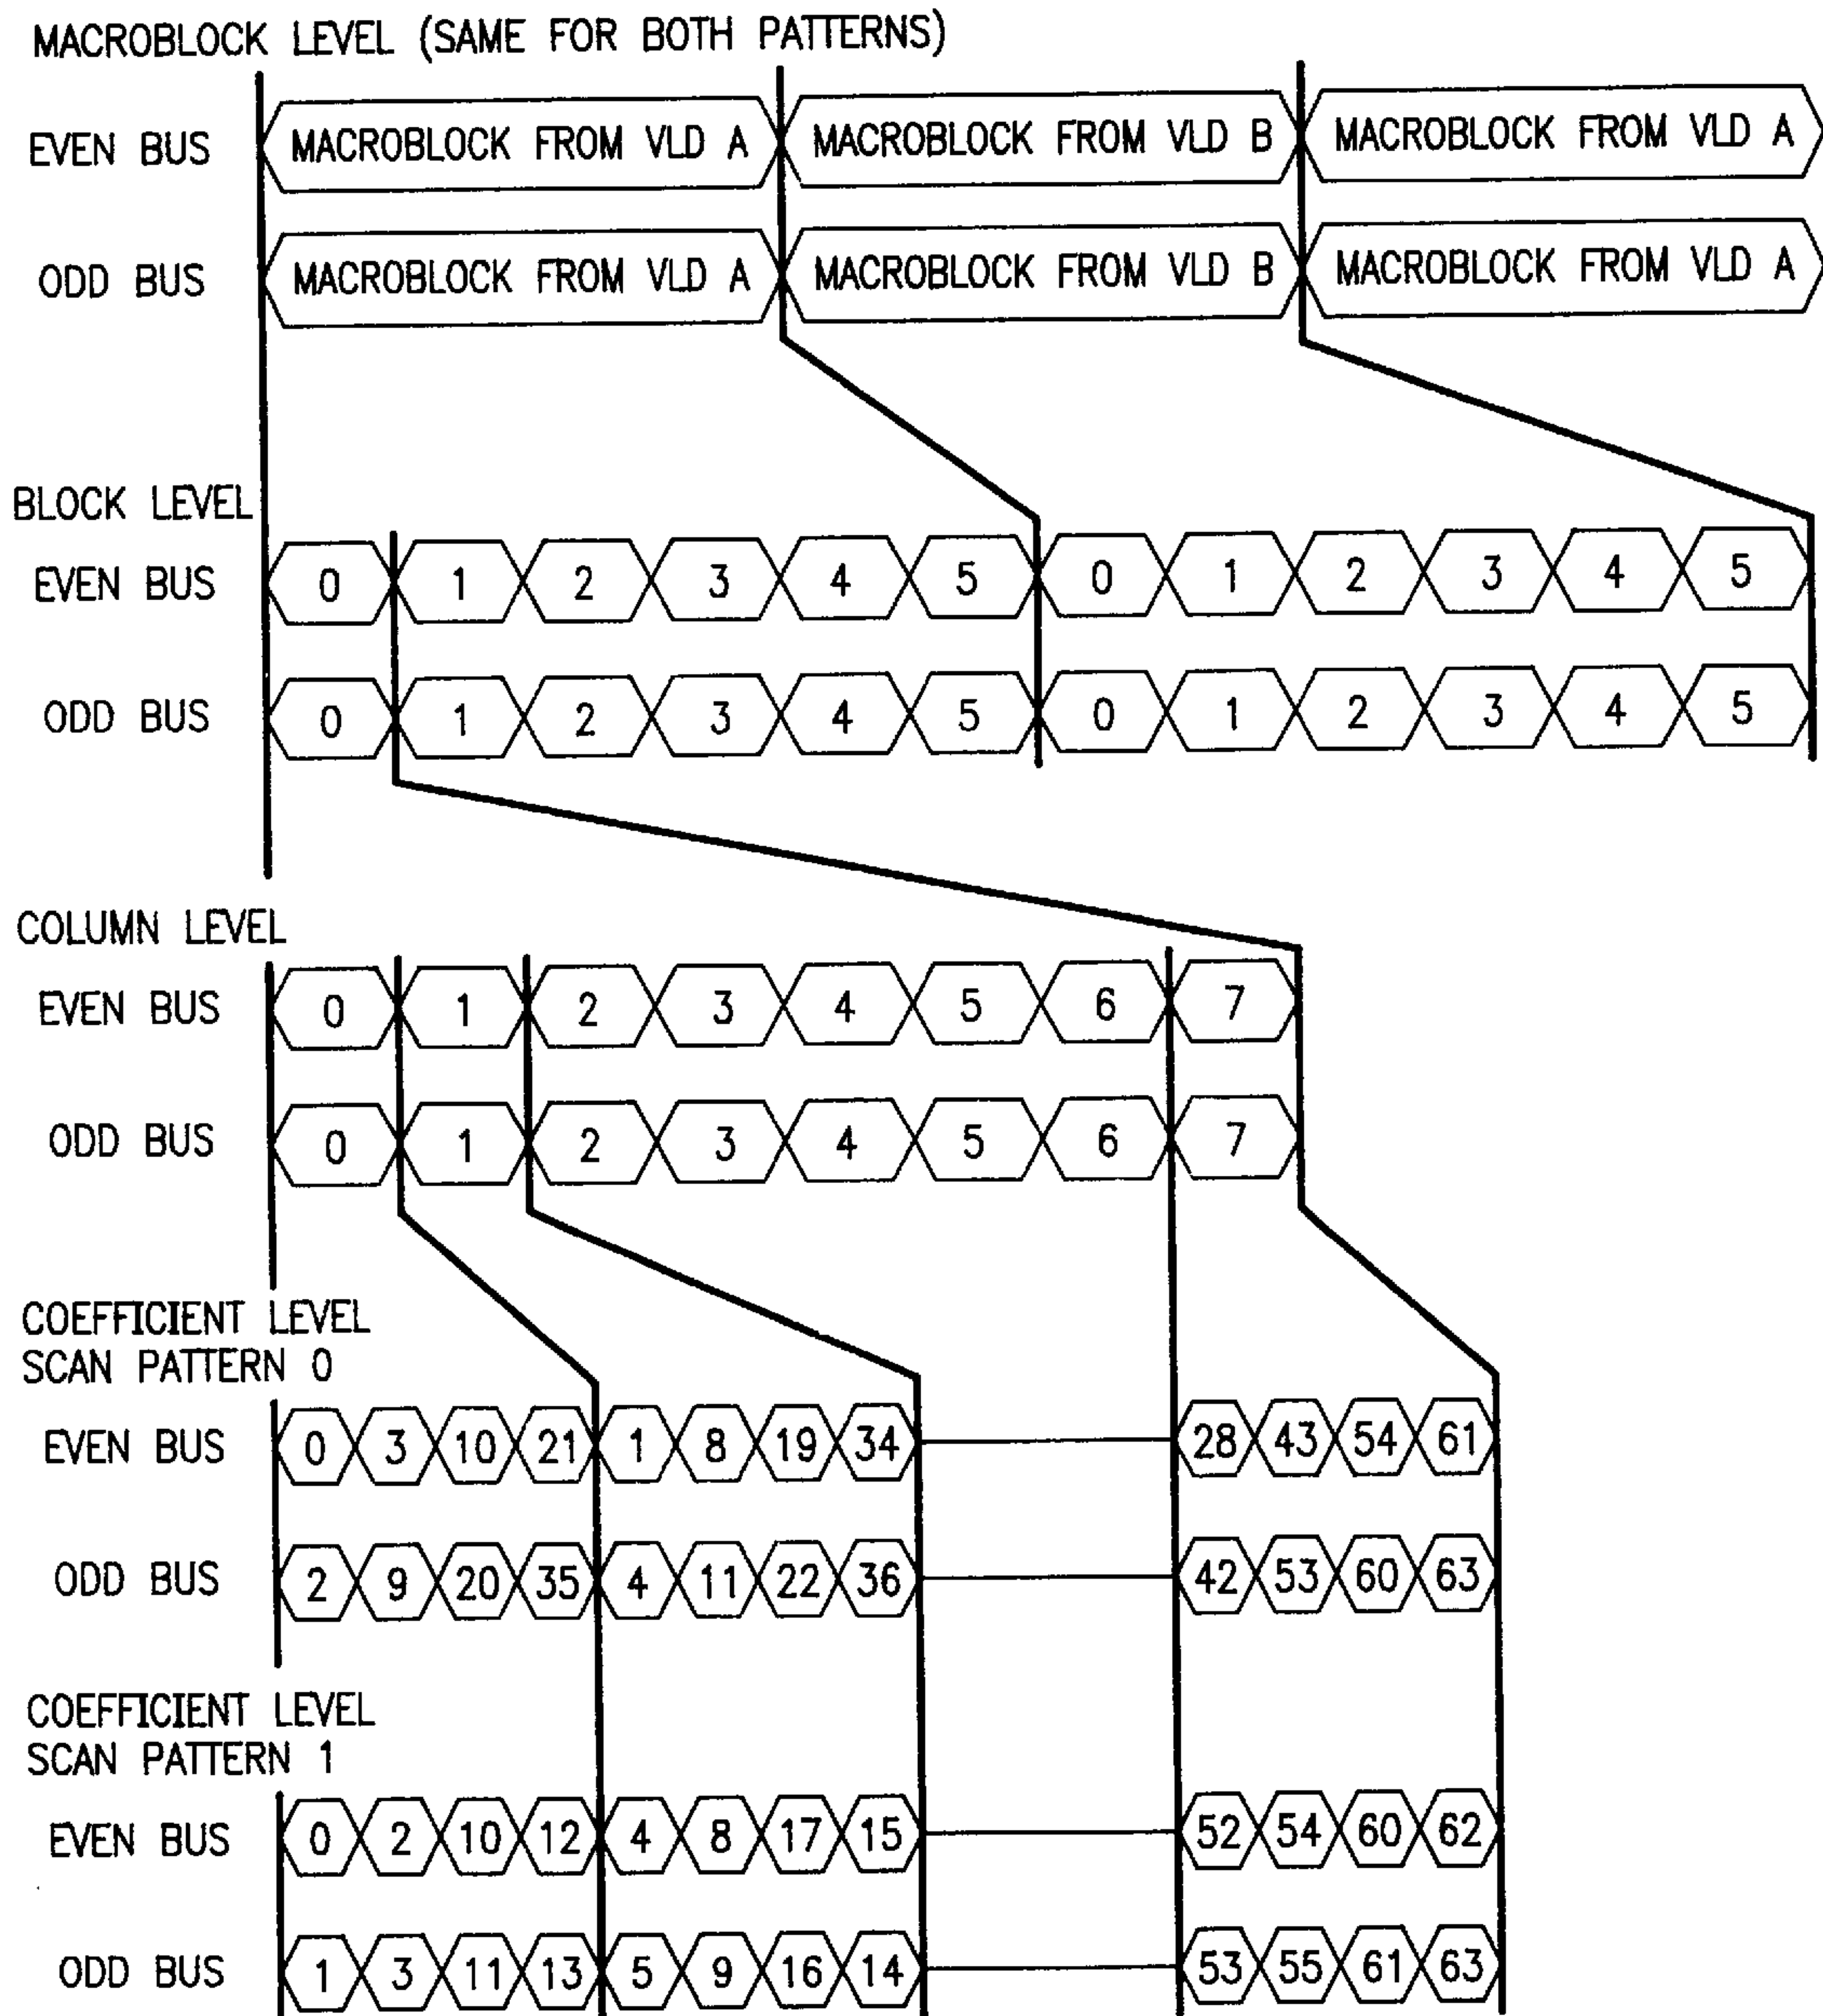 MACROBLOCK LEVEL (SAME FOR BOTH PATTERNS)
EVEN BUS MACROBLOCK FROM VLD A MACROBLOCK FROM VLD B MACROBLOCK FROM VLD A
ODD BUS MACROBLOCK FROM VLD A MACROBLOCK FROM VLD B MACROBLOCK FROM VLD A
BLOCK LEVEL
EVEN BUS 0 1 2 3 4 5 0 1 2 3 4 5
ODD BUS 0 1 2 3 4 5 0 1 2 3 4 5
COLUMN LEVEL
EVEN BUS 0 1 2 3 4 5 6 7
ODD BUS 0 1 2 3 4 5 6 7
COEFFICIENT LEVEL
SCAN PATTERN 0
EVEN BUS 0 3 10 21 1 8 19 34 28 43 54 61
ODD BUS 2 9 20 35 4 11 22 36 42 53 60 63
COEFFICIENT LEVEL
SCAN PATTERN 1
EVEN BUS 0 2 10 12 4 8 17 15 52 54 60 62
ODD BUS 1 3 11 13 5 9 16 14 53 55 61 63